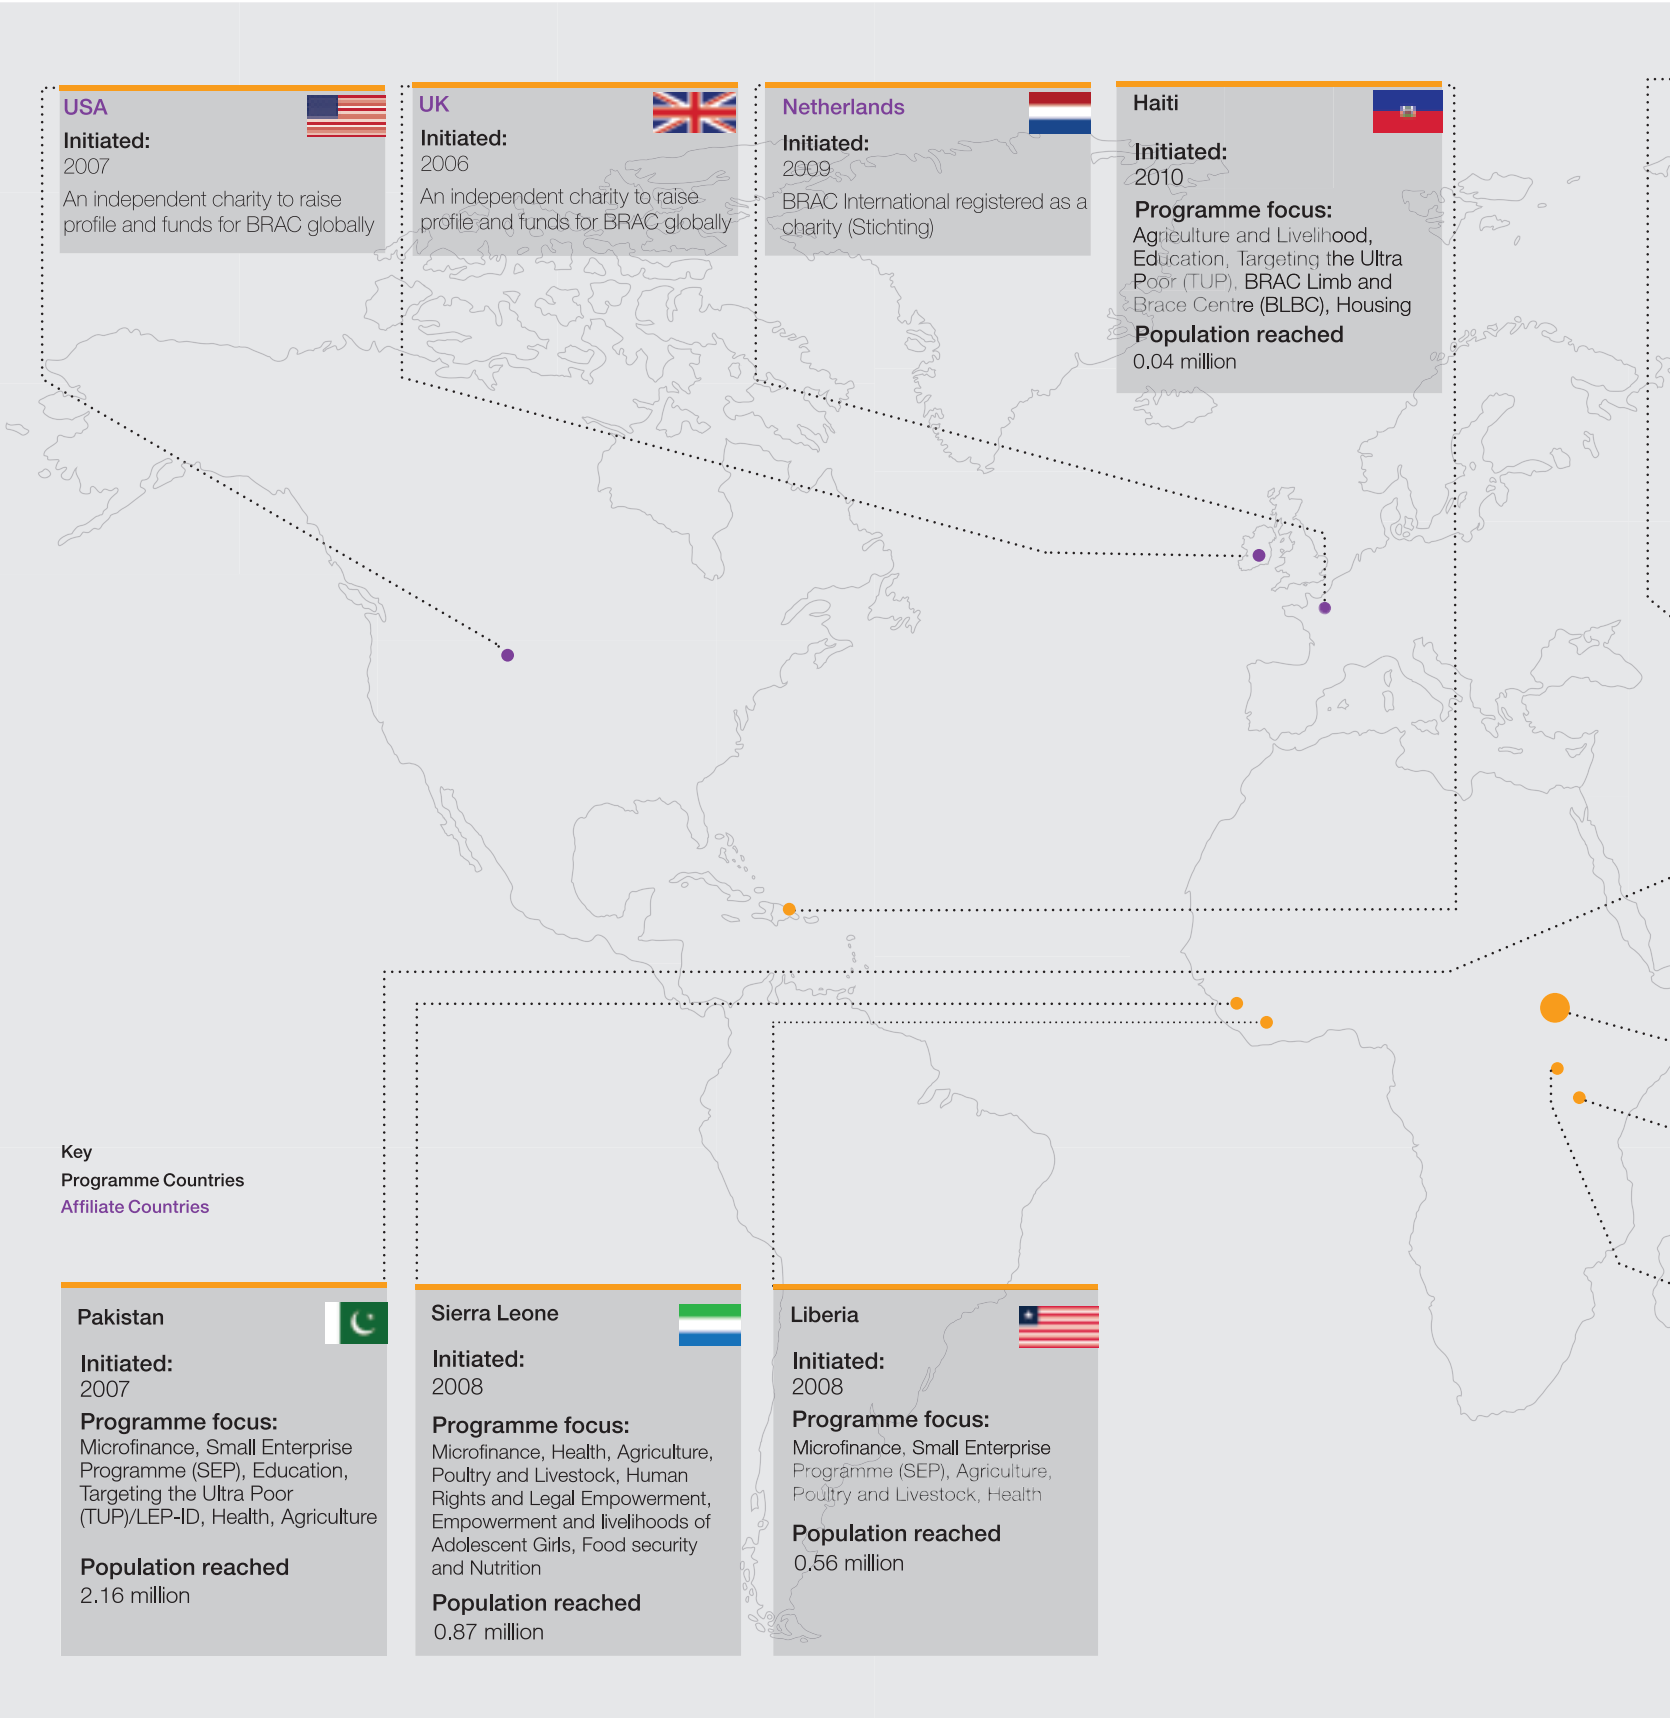 USA
Initiated:
2007
An independent charity to raise
profile and funds for BRAC globally
UK
Initiated:
2006
An independent charity to raise
profile and funds for BRAC globally
Netherlands
Initiated:
2009
BRAC International registered as a
charity (Stichting)
Haiti
Initiated:
2010
Programme focus:
Agriculture and Livelihood,
Education, Targeting the Ultra
Poor (TUP), BRAC Limb and
Brace Centre (BLBC), Housing
Population reached
0.04 million
Key
Programme Countries
Affiliate Countries
Pakistan
Initiated:
2007
Programme focus:
Microfinance, Small Enterprise
Programme (SEP), Education,
Targeting the Ultra Poor
(TUP)/LEP-ID, Health, Agriculture
Population reached
2.16 million
Sierra Leone
Initiated:
2008
Programme focus:
Microfinance, Health, Agriculture,
Poultry and Livestock, Human
Rights and Legal Empowerment,
Empowerment and livelihoods of
Adolescent Girls, Food security
and Nutrition
Population reached
0.87 million
Liberia
Initiated:
2008
Programme focus:
Microfinance, Small Enterprise
Programme (SEP), Agriculture,
Poultry and Livestock, Health
Population reached
0.56 million